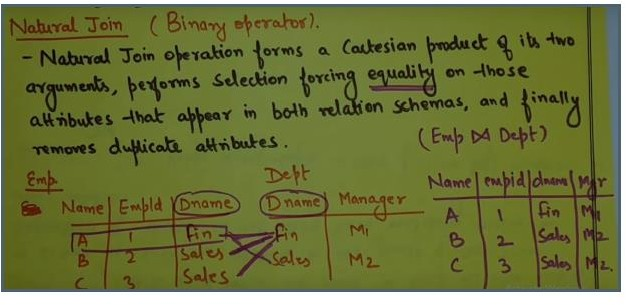 Natural Join (Binary operator).
- Natural Join operation forms a Cartesian product of its two
arguments, performs selection forcing equality on those
attributes that appear in both relation schemas, and finally
removes duplicate attributes. (Emp ⋈ Dept)
Emp Dept
Name EmpId Dname Dname Manager
A 1 fin fin M1
B 2 Sales Sales M2
C 3 Sales
Name empid dname Mgr
A 1 fin M1
B 2 Sales M2
C 3 Sales M2.